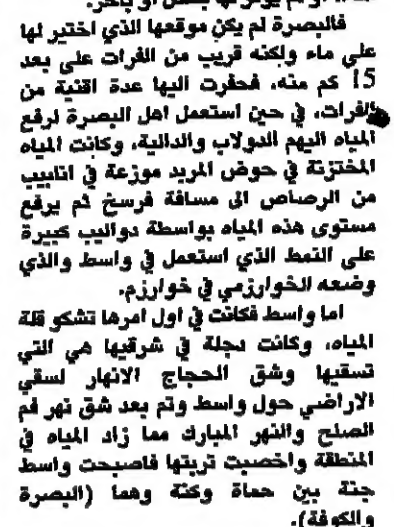 فالبصرة لم يكن موقعها الذي اختير لها
على ماء ولكنه قريب من الفرات على بعد
15 كم منه، فحفرت اليها عدة اقنية من
الفرات، في حين استعمل اهل البصرة لرفع
المياه اليهم الدولاب والدالية، وكانت المياه
المختزنة في حوض المربد موزعة في انابيب
من الرصاص الى مسافة فرسخ ثم يرفع
مستوى هذه المياه بواسطة دواليب كبيرة
على النمط الذي استعمل في واسط والذي
وضعه الخوارزمي في خوارزم.
اما واسط فكانت في اول امرها تشكو قلة
المياه، وكانت دجلة في شرقيها هي التي
تسقيها وشق الحجاج الانهار لسقي
الاراضي حول واسط وتم بعد شق نهر فم
الصلح والنهر المبارك مما زاد المياه في
المنطقة واخصبت تربتها فاصبحت واسط
جنة بين حماة وكنة وهما (البصرة
والكوفة).